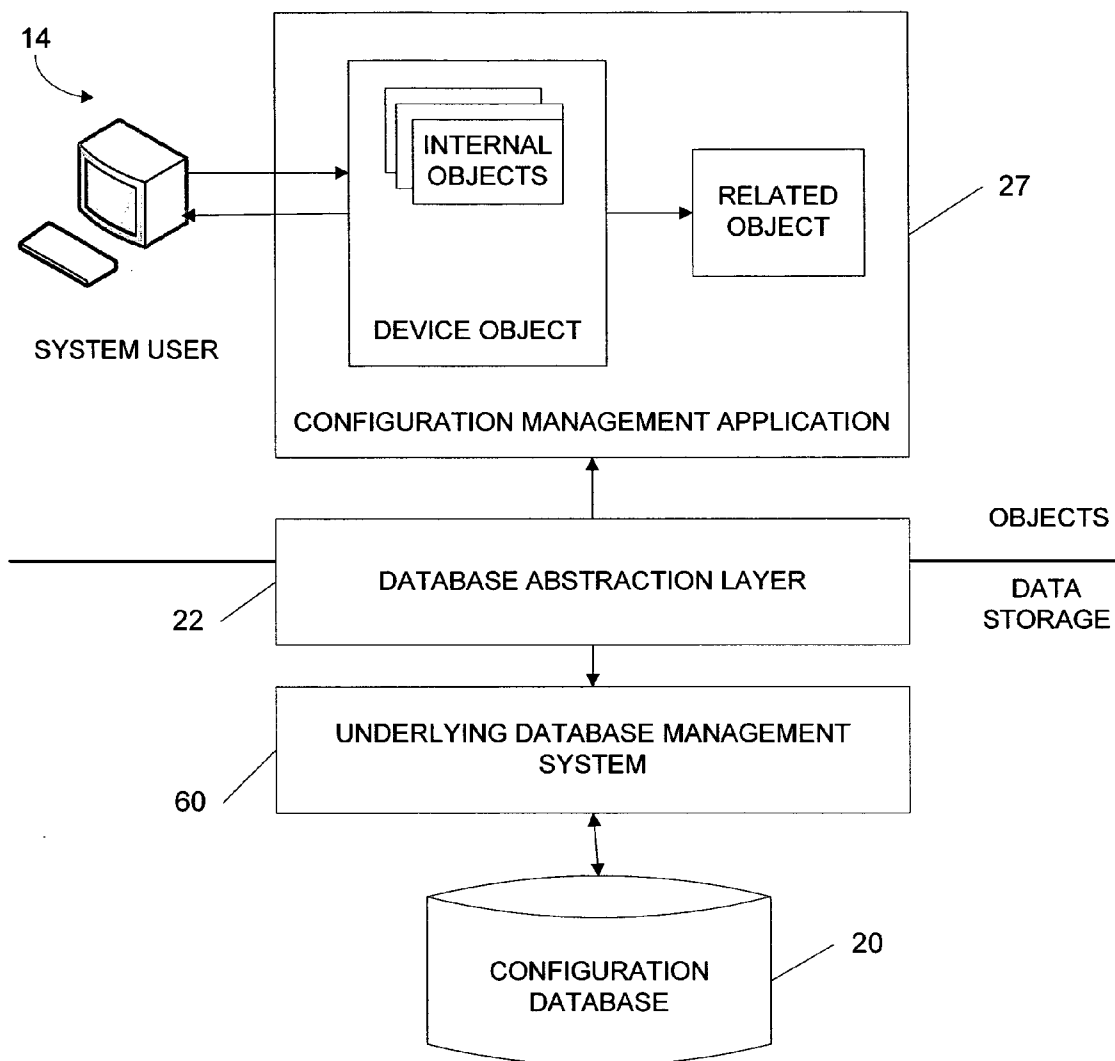 14
INTERNAL
OBJECTS
RELATED
OBJECT
27
DEVICE OBJECT
SYSTEM USER
CONFIGURATION MANAGEMENT APPLICATION
OBJECTS
DATABASE ABSTRACTION LAYER
DATA
STORAGE
22
UNDERLYING DATABASE MANAGEMENT
SYSTEM
60
20
CONFIGURATION
DATABASE